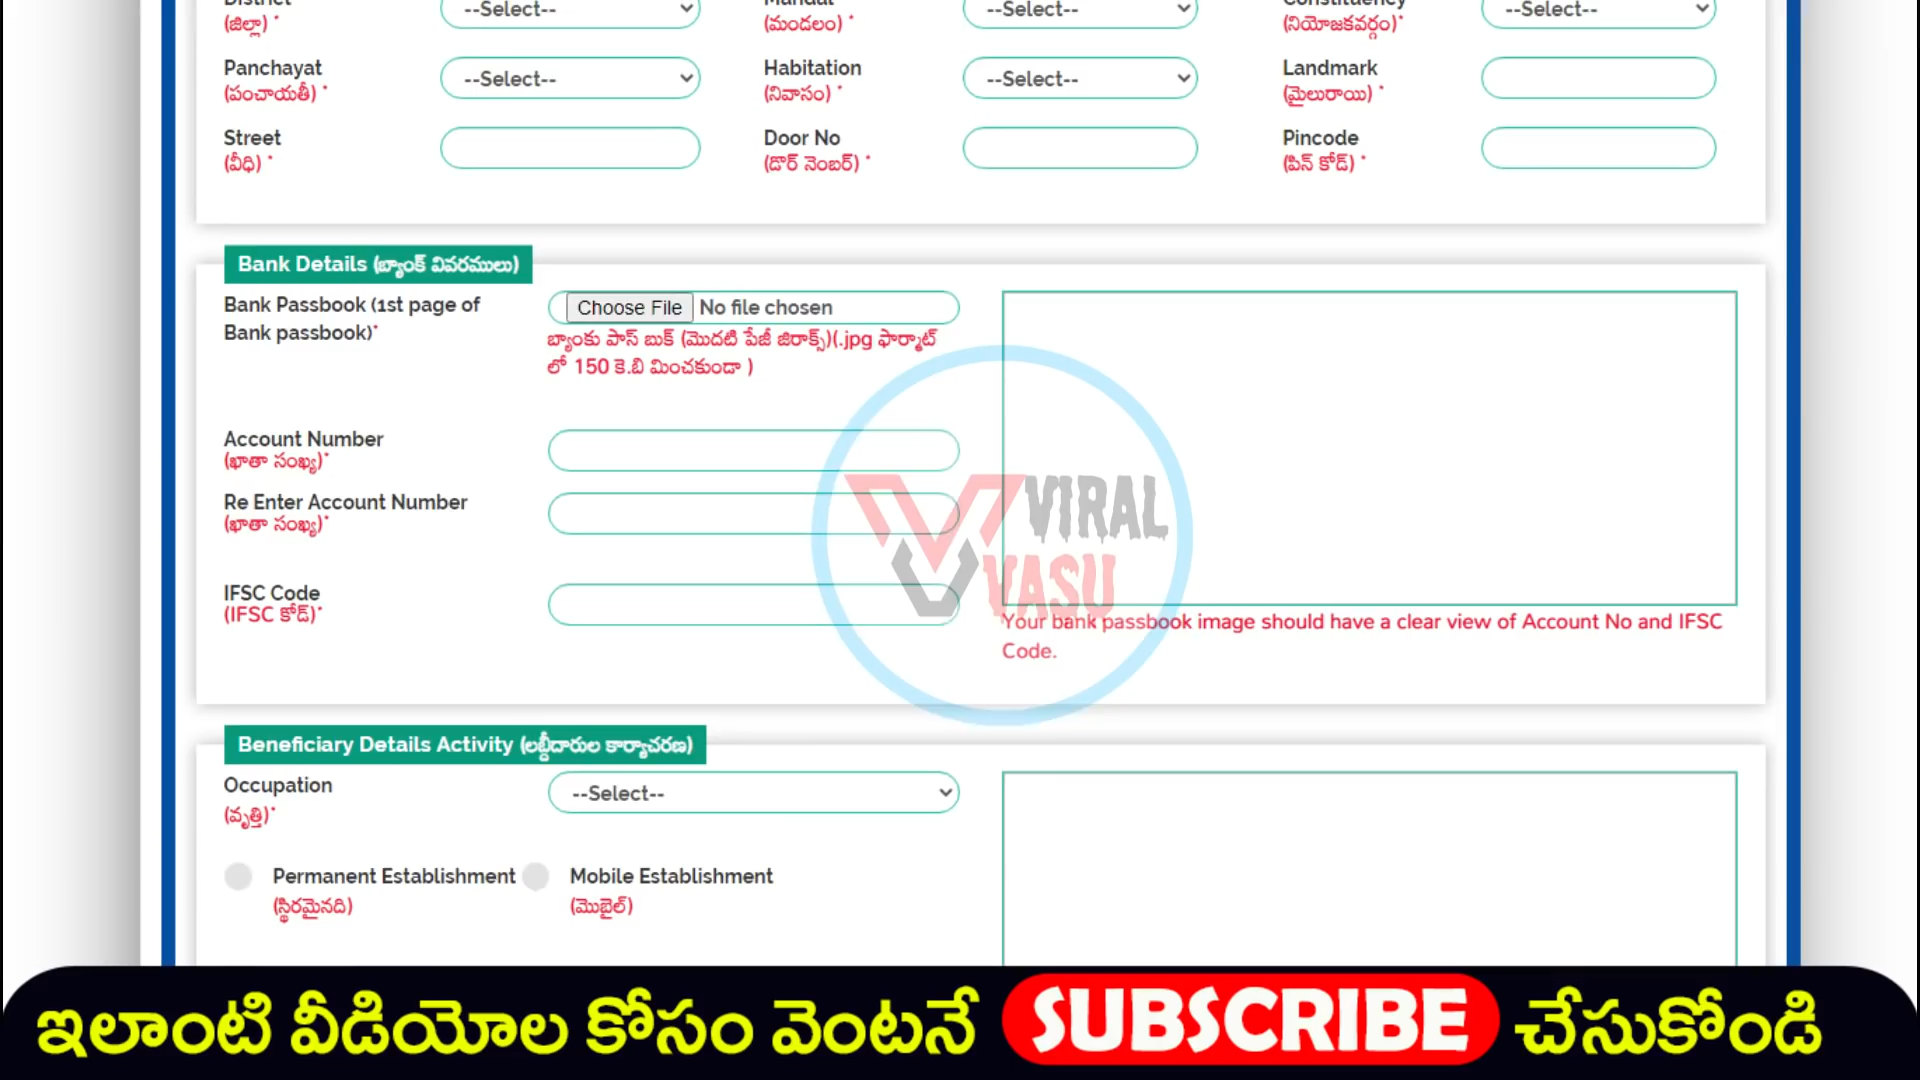 --Select-- --Select-- --Select--
(జిల్లా) * (మండలం) * (నియోజకవర్గం)*
Panchayat --Select-- Habitation --Select-- Landmark
(పంచాయతీ) * (నివాసం) * (మైలురాయి) *
Street Door No Pincode
(వీధి) * (డొర్ నెంబర్) * (పిన్ కోడ్) *
Bank Details (బ్యాంక్ వివరములు)
Bank Passbook (1st page of Choose File No file chosen
Bank passbook)*
బ్యాంకు పాస్ బుక్ (మొదటి పేజీ జిరాక్స్)(.jpg ఫార్మాట్
లో 150 కె.బి మించకుండా )
Account Number
(ఖాతా సంఖ్య)*
Re Enter Account Number
(ఖాతా సంఖ్య)*
VIRAL
VASU
IFSC Code
(IFSC కోడ్)*
Your bank passbook image should have a clear view of Account No and IFSC
Code.
Beneficiary Details Activity (లబ్దీదారుల కార్యాచరణ)
Occupation --Select--
(వృత్తి)*
Permanent Establishment Mobile Establishment
(స్థిరమైనది) (మొబైల్)
ఇలాంటి వీడియోల కోసం వెంటనే SUBSCRIBE చేసుకోండి